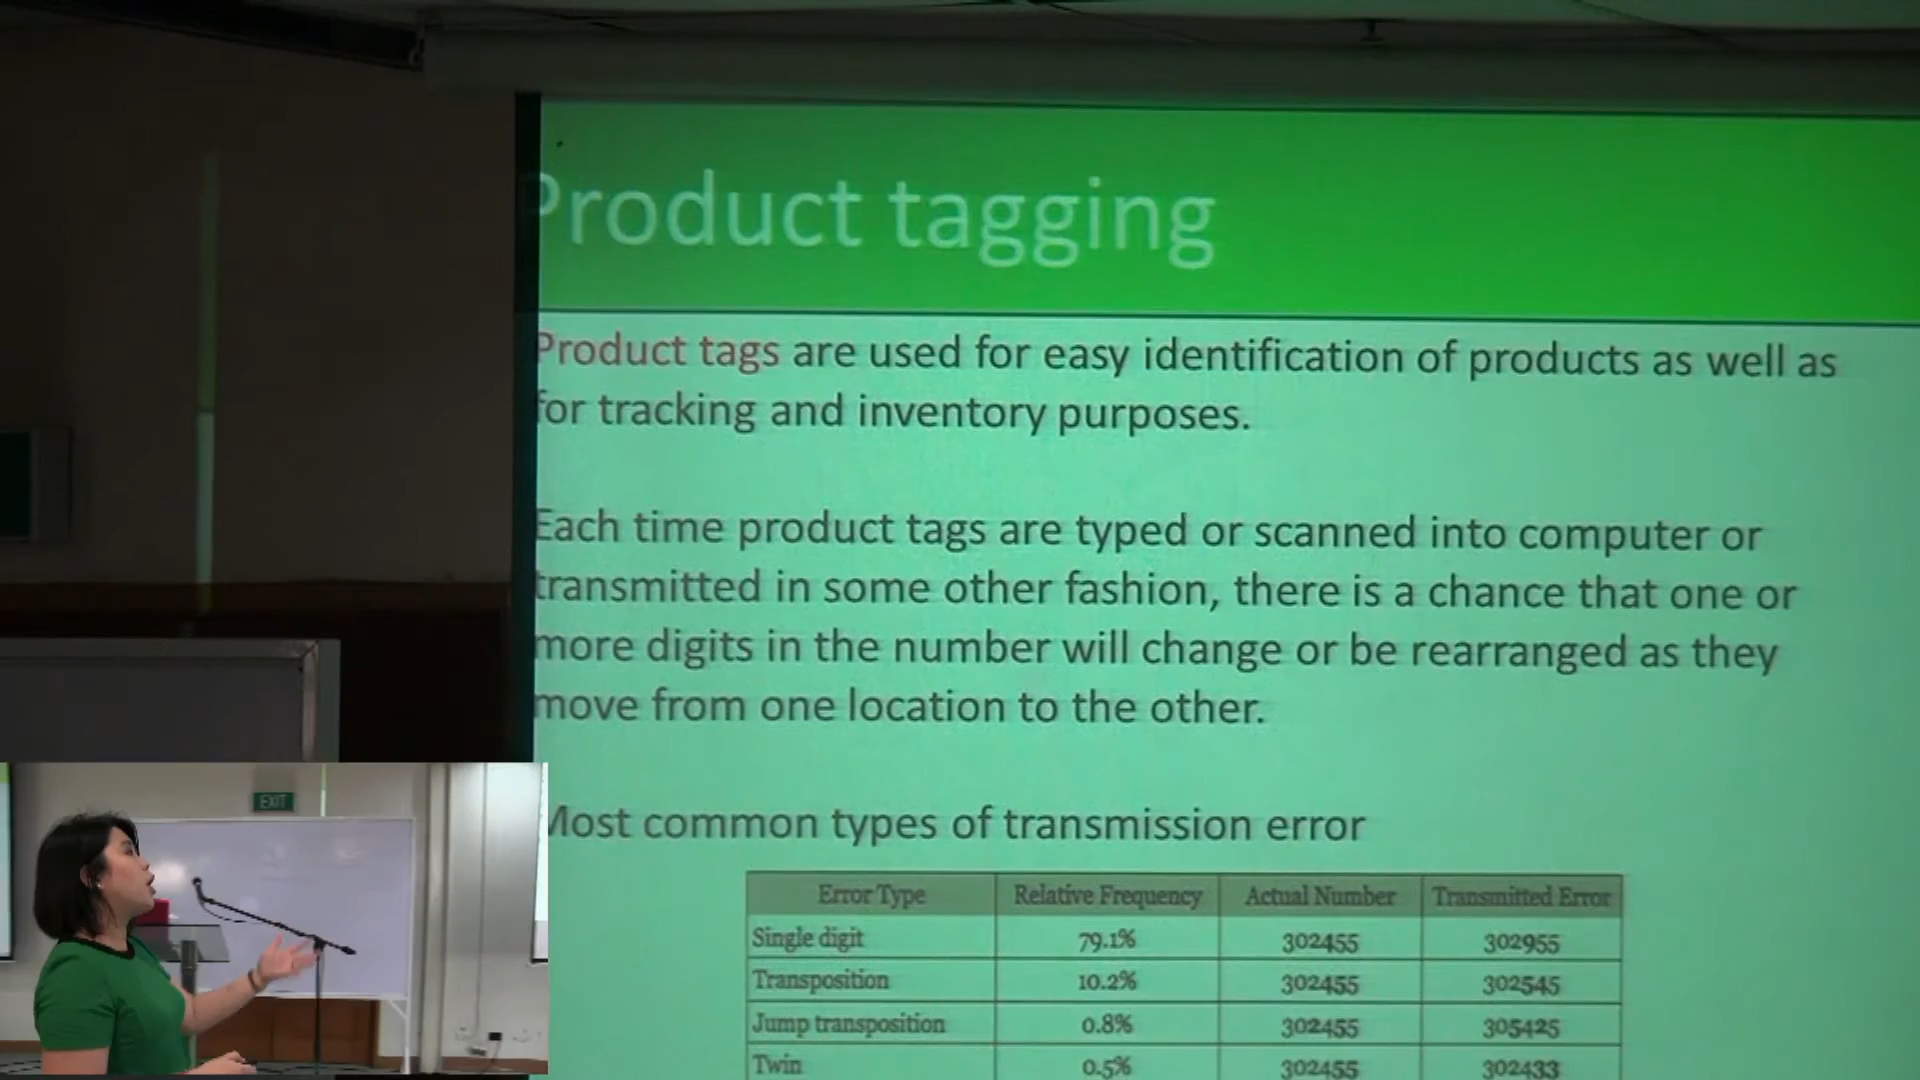 Product tagging
Product tags are used for easy identification of products as well as
for tracking and inventory purposes.
Each time product tags are typed or scanned into computer or
transmitted in some other fashion, there is a chance that one or
more digits in the number will change or be rearranged as they
move from one location to the other.
Most common types of transmission error
Error Type Relative Frequency Actual Number Transmitted Error
Single digit 79.1% 302455 302955
Transposition 10.2% 302455 302545
Jump transposition 0.8% 302455 305425
Twin 0.5% 302455 302433
EXIT